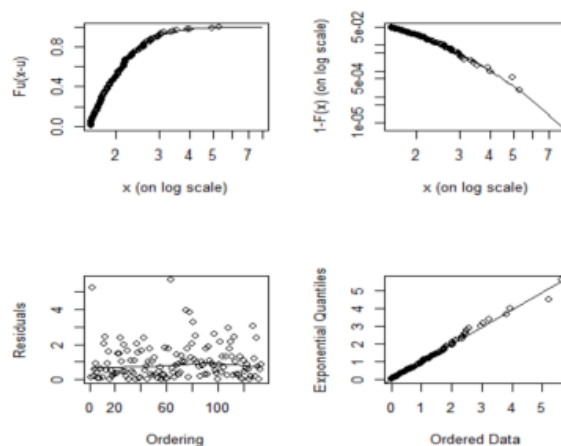 Fu(x-u)
0.0 0.4 0.8
2 3 4 5 7
x (on log scale)
1-F(x) (on log scale)
1e-05 5e-04 5e-02
2 3 4 5 7
x (on log scale)
Residuals
0 2 4
0 20 60 100
Ordering
Exponential Quantiles
0 1 2 3 4 5
0 1 2 3 4 5
Ordered Data